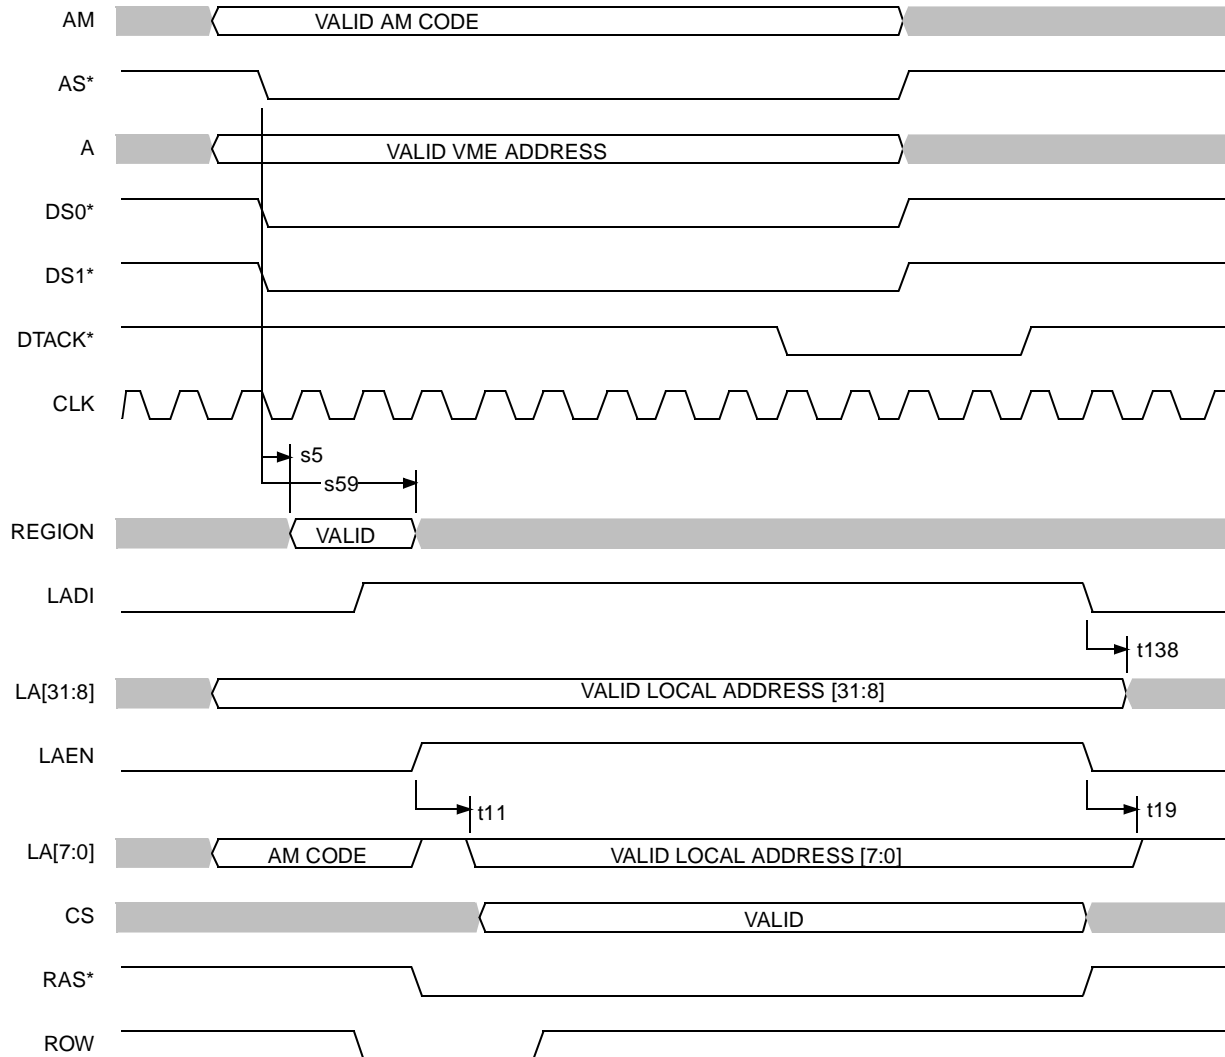 AM VALID AM CODE
AS*
A VALID VME ADDRESS
DS0*
DS1*
DTACK*
CLK
s5
s59
REGION VALID
LADI
t138
LA[31:8] VALID LOCAL ADDRESS [31:8]
LAEN
t11 t19
LA[7:0] AM CODE VALID LOCAL ADDRESS [7:0]
CS VALID
RAS*
ROW